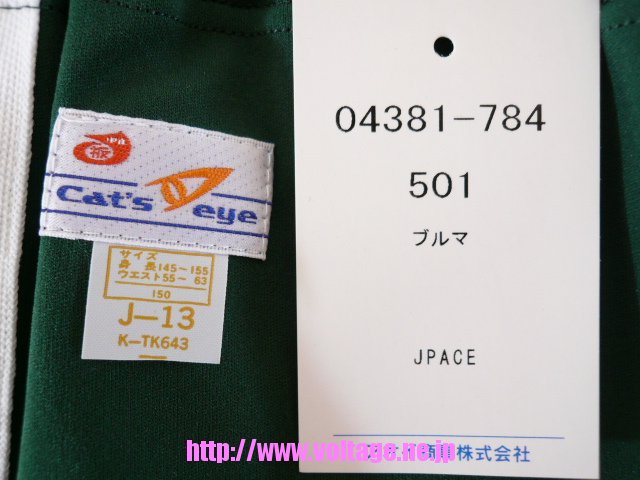 Cat's eye
サイズ
身 長145〜155
ウエスト55〜 63
150
J—13
K—TK643
04381-784
501
ブルマ
JPACE
株式会社
http://www.voltage.ne.jp